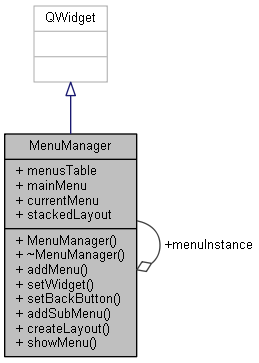 QWidget
MenuManager
+ menusTable
+ mainMenu
+ currentMenu
+ stackedLayout
+ MenuManager()
+ ~MenuManager()
+ addMenu()
+ setWidget()
+ setBackButton()
+ addSubMenu()
+ createLayout()
+ showMenu()
+menuInstance